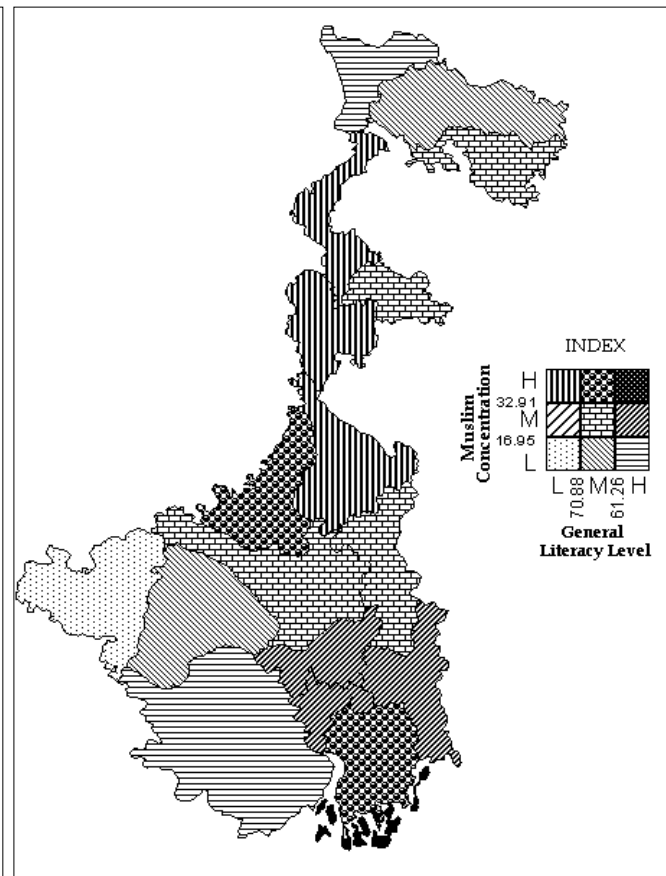 INDEX
H
32.91
M
16.95
L
Muslim
Concentration
L 70.88 M 61.26 H
General
Literacy Level